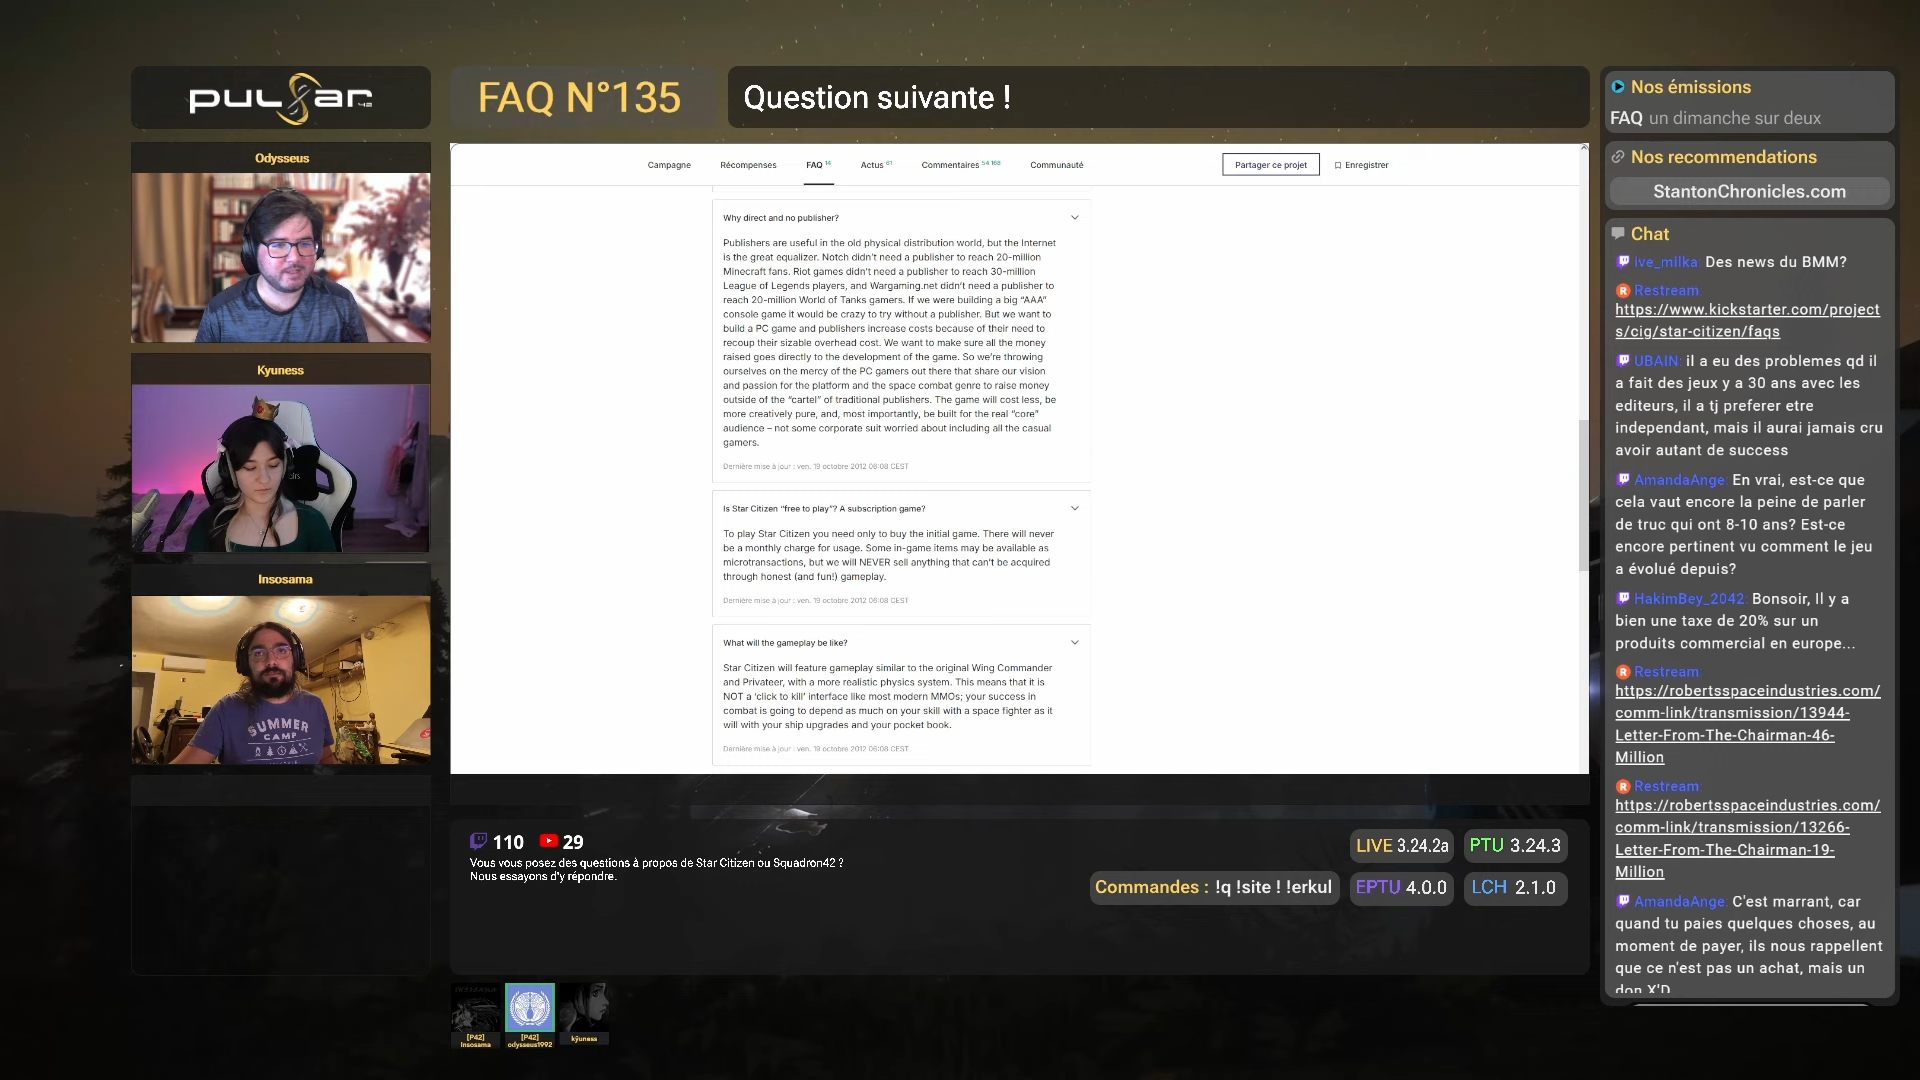 pulsar 42
FAQ N°135
Question suivante !
Odysseus
Kyuness
Insosama
SUMMER
CAMP
Campagne
Récompenses
FAQ 14
Actus 61
Commentaires 54 168
Communauté
Partager ce projet
Enregistrer
Why direct and no publisher?
Publishers are useful in the old physical distribution world, but the Internet
is the great equalizer. Notch didn't need a publisher to reach 20-million
Minecraft fans. Riot games didn't need a publisher to reach 30-million
League of Legends players, and Wargaming.net didn't need a publisher to
reach 20-million World of Tanks gamers. If we were building a big “AAA”
console game it would be crazy to try without a publisher. But we want to
build a PC game and publishers increase costs because of their need to
recoup their sizable overhead cost. We want to make sure all the money
raised goes directly to the development of the game. So we're throwing
ourselves on the mercy of the PC gamers out there that share our vision
and passion for the platform and the space combat genre to raise money
outside of the “cartel” of traditional publishers. The game will cost less, be
more creatively pure, and, most importantly, be built for the real “core”
audience – not some corporate suit worried about including all the casual
gamers.
Dernière mise à jour : ven. 19 octobre 2012 06:08 CEST
Is Star Citizen “free to play”? A subscription game?
To play Star Citizen you need only to buy the initial game. There will never
be a monthly charge for usage. Some in-game items may be available as
microtransactions, but we will NEVER sell anything that can't be acquired
through honest (and fun!) gameplay.
Dernière mise à jour : ven. 19 octobre 2012 06:08 CEST
What will the gameplay be like?
Star Citizen will feature gameplay similar to the original Wing Commander
and Privateer, with a more realistic physics system. This means that it is
NOT a 'click to kill' interface like most modern MMOs; your success in
combat is going to depend as much on your skill with a space fighter as it
will with your ship upgrades and your pocket book.
Dernière mise à jour : ven. 19 octobre 2012 06:08 CEST
110 29
Vous vous posez des questions à propos de Star Citizen ou Squadron42 ?
Nous essayons d'y répondre.
LIVE 3.24.2a
PTU 3.24.3
Commandes : !q !site ! !erkul
EPTU 4.0.0
LCH 2.1.0
[P42]
Insosama
[P42]
odysseus1992
kÿuness
Nos émissions
FAQ un dimanche sur deux
Nos recommendations
StantonChronicles.com
Chat
Ive_milka: Des news du BMM?
Restream:
https://www.kickstarter.com/project
s/cig/star-citizen/faqs
UBAIN: il a eu des problemes qd il
a fait des jeux y a 30 ans avec les
editeurs, il a tj preferer etre
independant, mais il aurai jamais cru
avoir autant de success
AmandaAnge: En vrai, est-ce que
cela vaut encore la peine de parler
de truc qui ont 8-10 ans? Est-ce
encore pertinent vu comment le jeu
a évolué depuis?
HakimBey_2042: Bonsoir, Il y a
bien une taxe de 20% sur un
produits commercial en europe...
Restream:
https://robertsspaceindustries.com/
comm-link/transmission/13944-
Letter-From-The-Chairman-46-
Million
Restream:
https://robertsspaceindustries.com/
comm-link/transmission/13266-
Letter-From-The-Chairman-19-
Million
AmandaAnge: C'est marrant, car
quand tu paies quelques choses, au
moment de payer, ils nous rappellent
que ce n'est pas un achat, mais un
don X'D